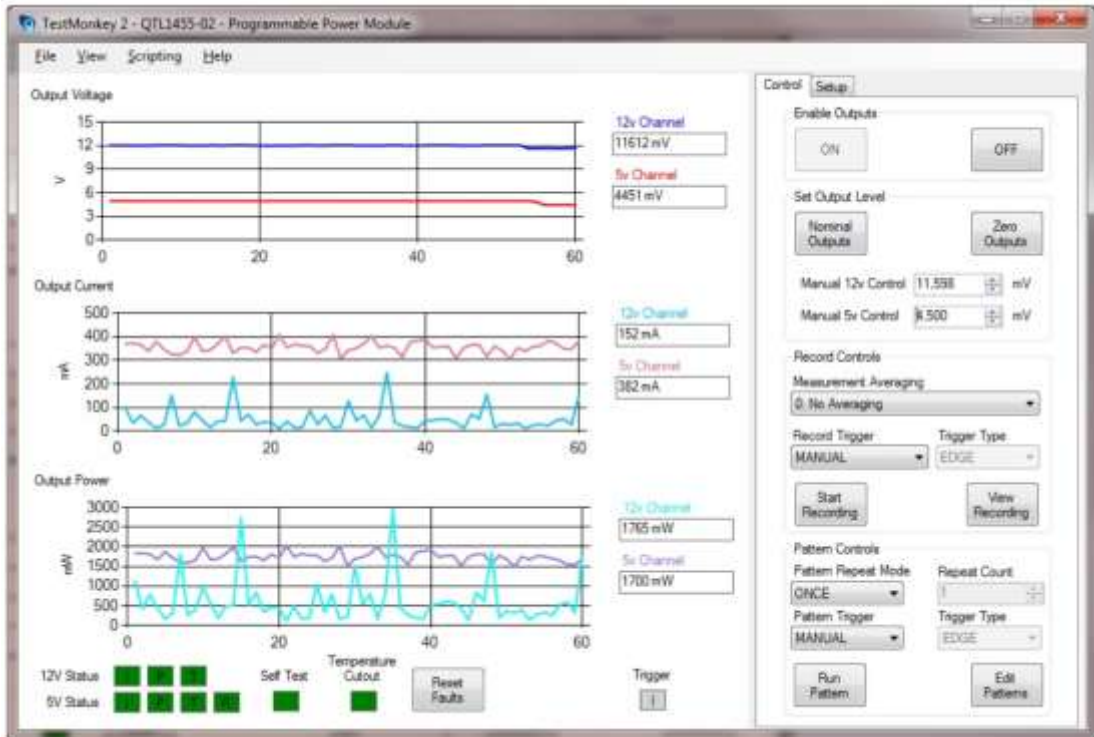 TestMonkey 2 - QTL1455-02 - Programmable Power Module
File View Scripting Help
Output Voltage
15
12
9
6
3
0
V
0 20 40 60
12v Channel
11612 mV
5v Channel
4451 mV
Output Current
500
400
300
200
100
0
mA
0 20 40 60
12v Channel
152 mA
5v Channel
382 mA
Output Power
3000
2500
2000
1500
1000
500
0
mW
0 20 40 60
12v Channel
1765 mW
5v Channel
1700 mW
12V Status
5V Status
Self Test
Temperature
Cutout
Reset
Faults
Trigger
Control Setup
Enable Outputs
ON OFF
Set Output Level
Nominal
Outputs
Zero
Outputs
Manual 12v Control 11.598 mV
Manual 5v Control 4.500 mV
Record Controls
Measurement Averaging
0: No Averaging
Record Trigger Trigger Type
MANUAL EDGE
Start
Recording
View
Recording
Pattern Controls
Pattern Repeat Mode Repeat Count
ONCE 1
Pattern Trigger Trigger Type
MANUAL EDGE
Run
Pattern
Edit
Patterns